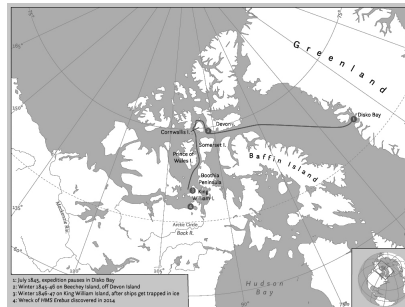 Greenland
Disko Bay
Devon I.
Cornwallis I.
Somerset I.
Prince of
Wales I.
Baffin Island
Boothia
Peninsula
King
William I.
Mackenzie R.
Arctic Circle
Back R.
Hudson
Bay
1: July 1845, expedition pauses in Disko Bay
2: Winter 1845-46 on Beechey Island, off Devon Island
3: Winter 1846-47 on King William Island, after ships get trapped in ice
4: Wreck of HMS Erebus discovered in 2014